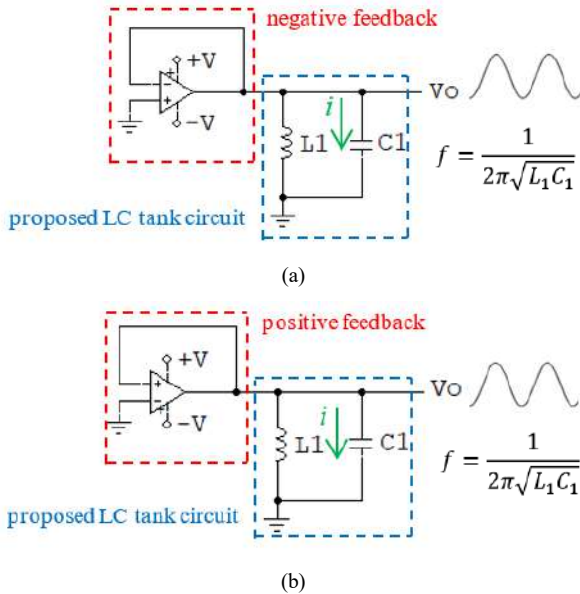 negative feedback
+V
−
+
−V
L1
i
C1
Vo
f = 1 / 2π√L₁C₁
proposed LC tank circuit
(a)
positive feedback
+V
+
−
−V
L1
i
C1
Vo
f = 1 / 2π√L₁C₁
proposed LC tank circuit
(b)